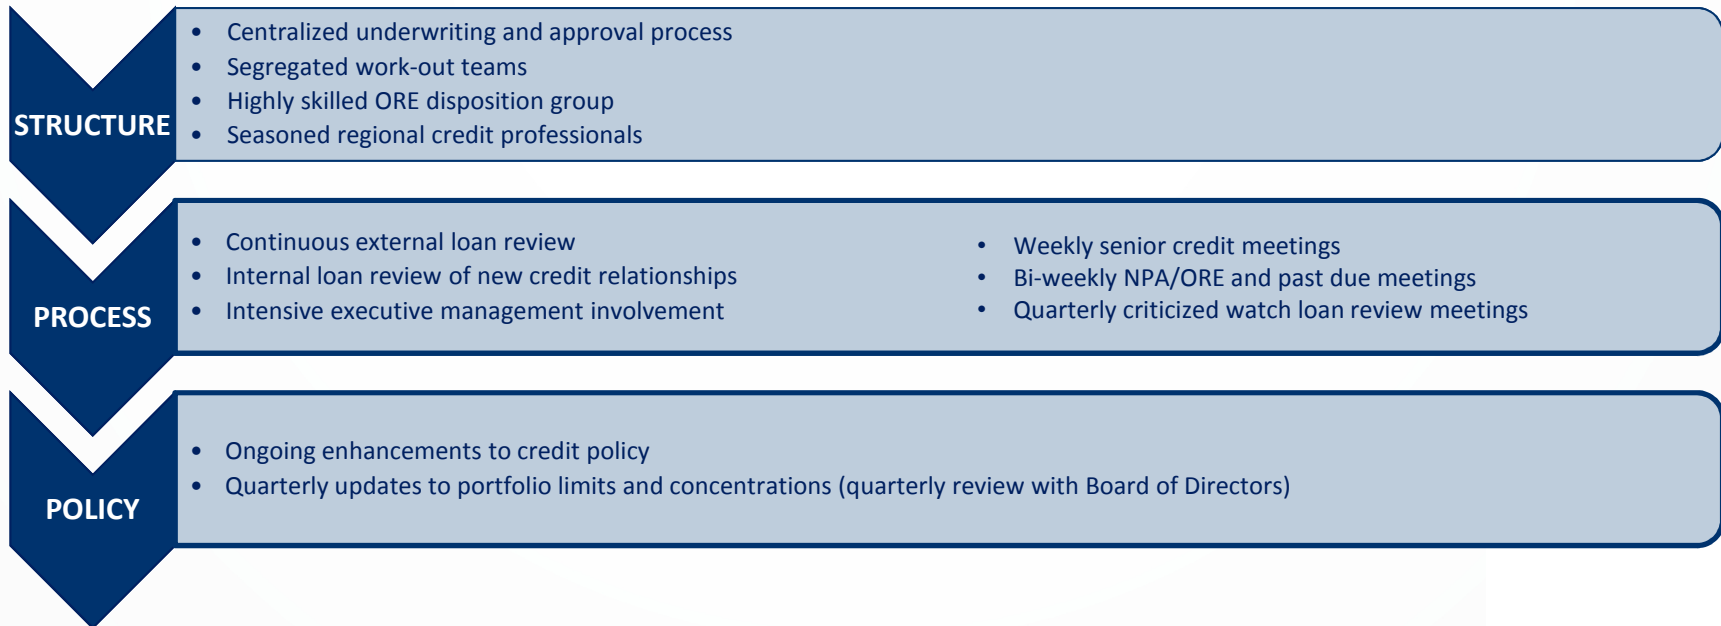 STRUCTURE
• Centralized underwriting and approval process
• Segregated work-out teams
• Highly skilled ORE disposition group
• Seasoned regional credit professionals
PROCESS
• Continuous external loan review
• Internal loan review of new credit relationships
• Intensive executive management involvement
• Weekly senior credit meetings
• Bi-weekly NPA/ORE and past due meetings
• Quarterly criticized watch loan review meetings
POLICY
• Ongoing enhancements to credit policy
• Quarterly updates to portfolio limits and concentrations (quarterly review with Board of Directors)